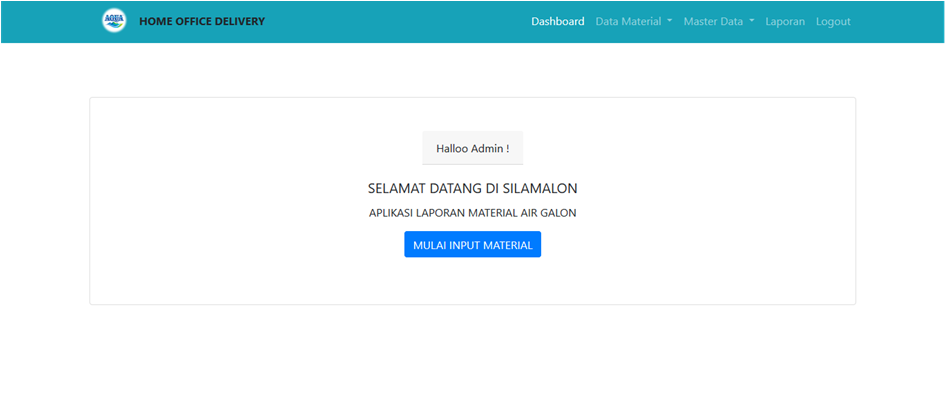 AQUA
HOME OFFICE DELIVERY
Dashboard Data Material Master Data Laporan Logout
Halloo Admin !
SELAMAT DATANG DI SILAMALON
APLIKASI LAPORAN MATERIAL AIR GALON
MULAI INPUT MATERIAL